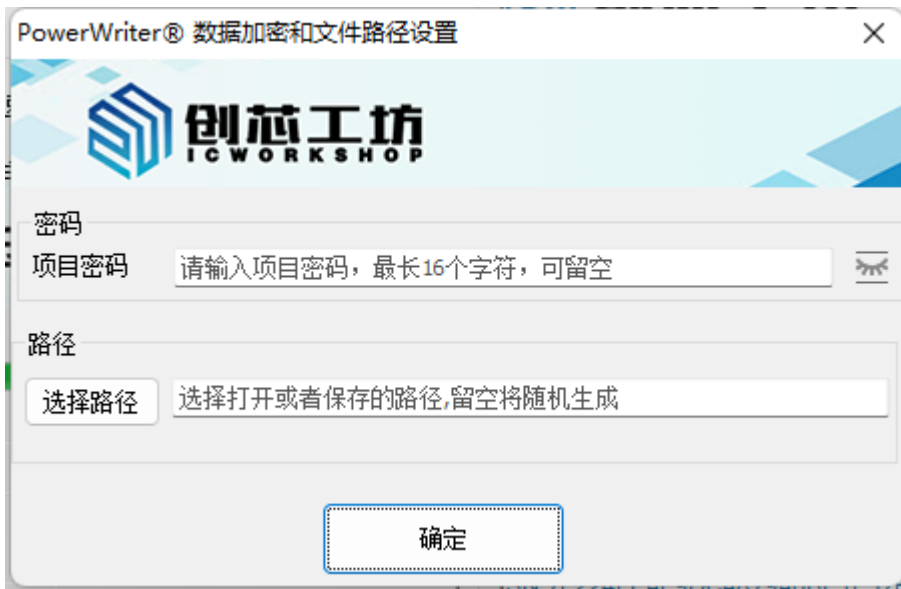 PowerWriter® 数据加密和文件路径设置
创芯工坊
ICWORKSHOP
密码
项目密码 请输入项目密码，最长16个字符，可留空
路径
选择路径 选择打开或者保存的路径,留空将随机生成
确定